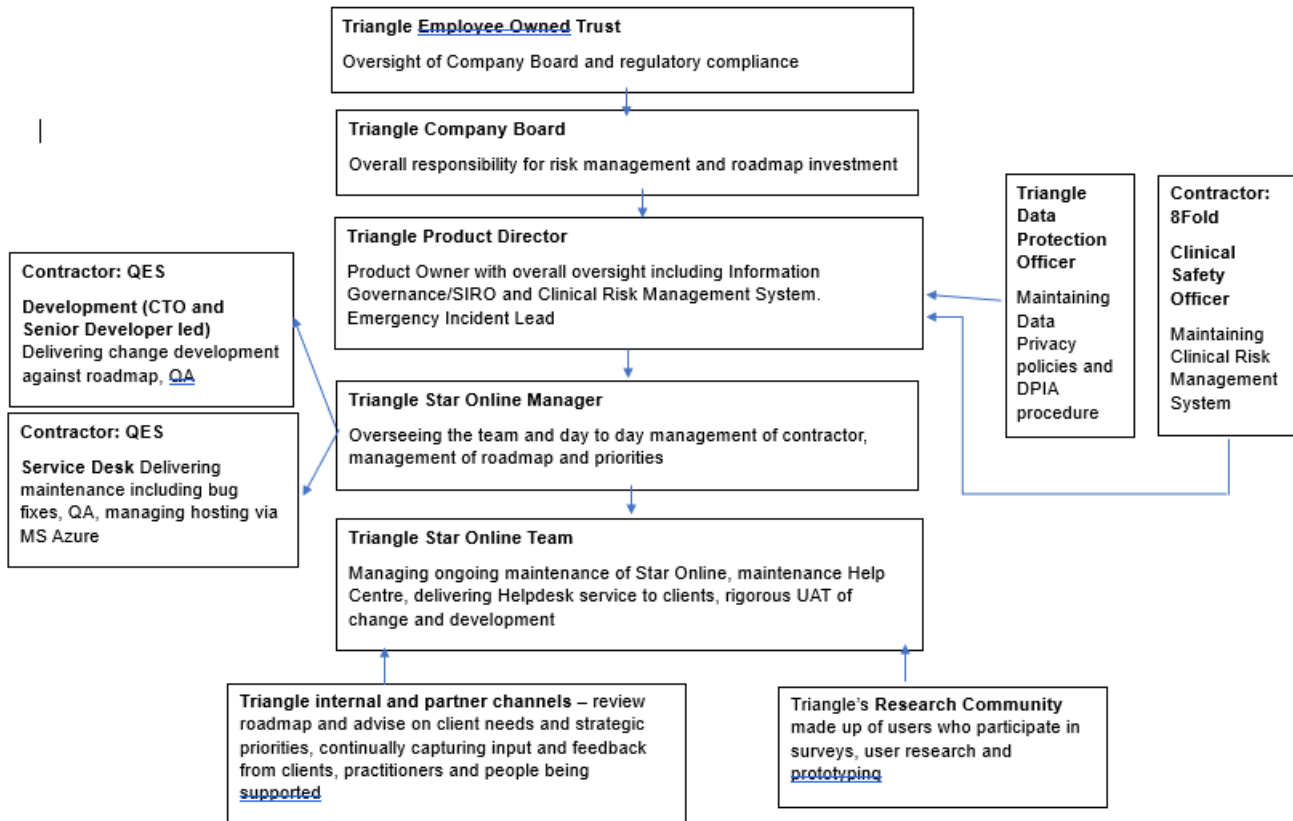 Triangle Employee Owned Trust
Oversight of Company Board and regulatory compliance
Triangle Company Board
Overall responsibility for risk management and roadmap investment
Triangle Product Director
Product Owner with overall oversight including Information
Governance/SIRO and Clinical Risk Management System.
Emergency Incident Lead
Triangle
Data
Protection
Officer
Maintaining
Data
Privacy
policies and
DPIA
procedure
Contractor:
8Fold
Clinical
Safety
Officer
Maintaining
Clinical Risk
Management
System
Contractor: QES
Development (CTO and
Senior Developer led)
Delivering change development
against roadmap, QA
Contractor: QES
Service Desk Delivering
maintenance including bug
fixes, QA, managing hosting via
MS Azure
Triangle Star Online Manager
Overseeing the team and day to day management of contractor,
management of roadmap and priorities
Triangle Star Online Team
Managing ongoing maintenance of Star Online, maintenance Help
Centre, delivering Helpdesk service to clients, rigorous UAT of
change and development
Triangle internal and partner channels – review
roadmap and advise on client needs and strategic
priorities, continually capturing input and feedback
from clients, practitioners and people being
supported
Triangle's Research Community
made up of users who participate in
surveys, user research and
prototyping